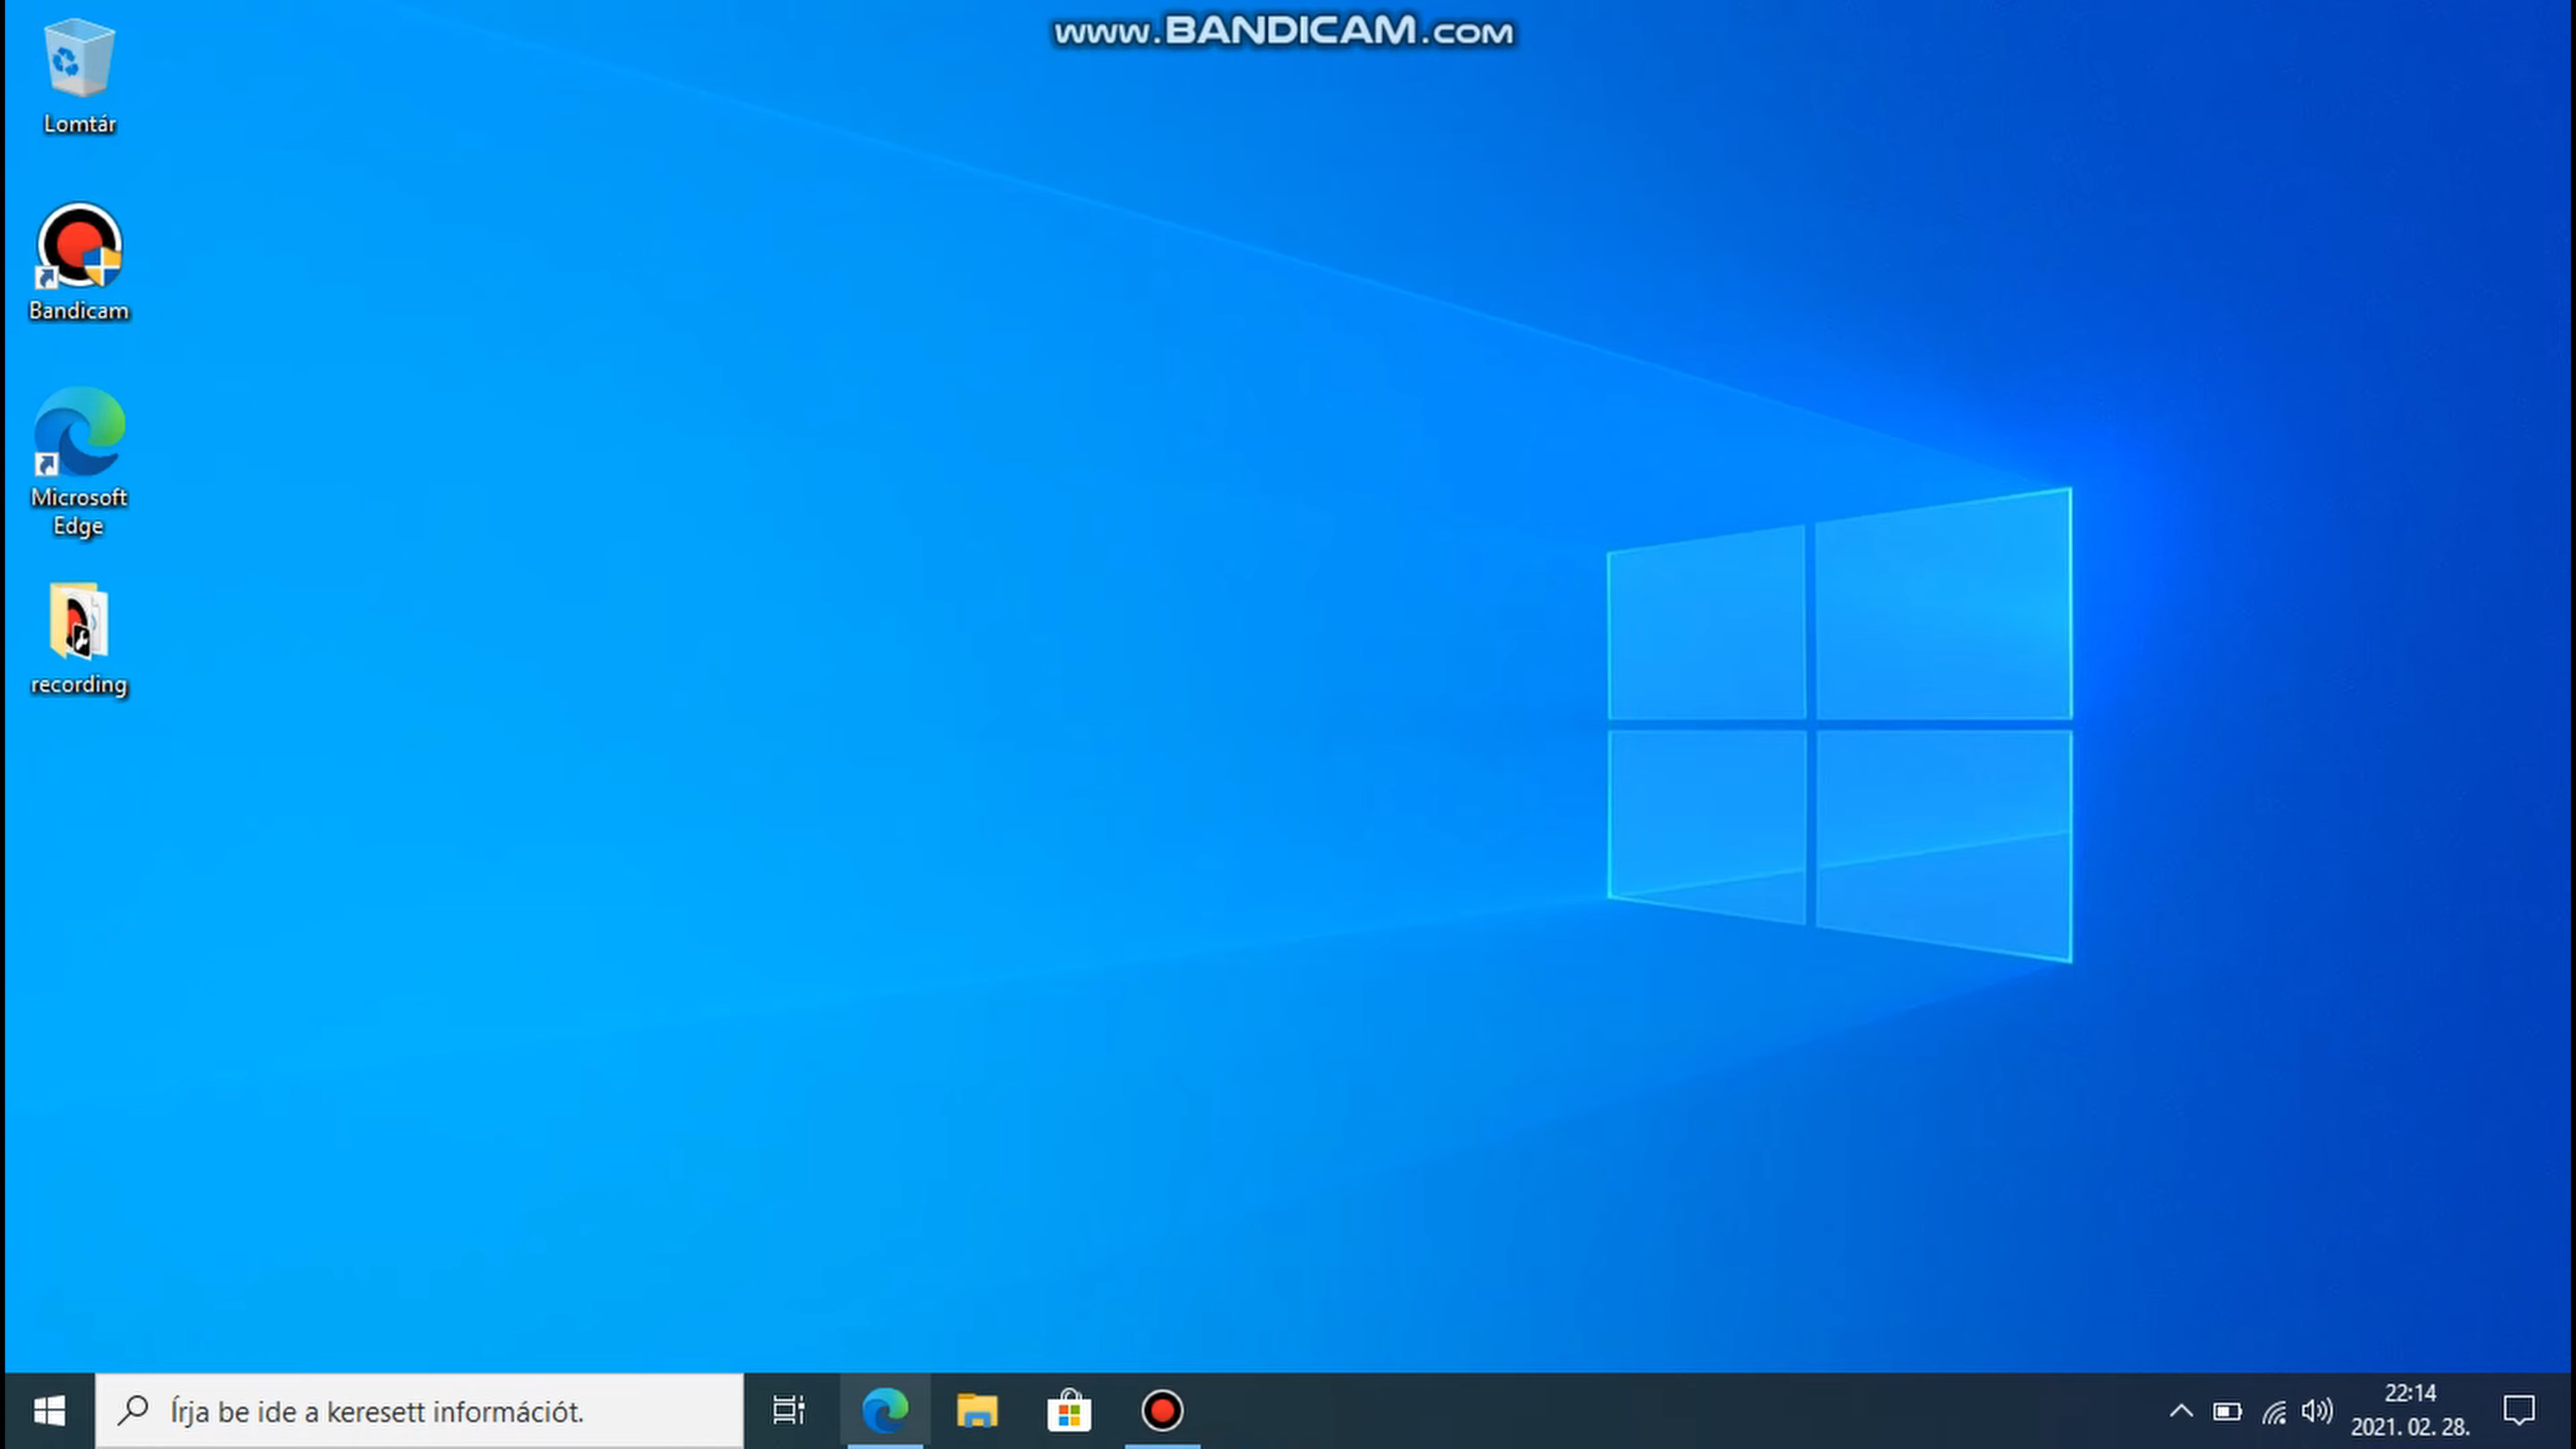 www.BANDICAM.com
Lomtár
Bandicam
Microsoft
Edge
recording
Írja be ide a keresett információt.
22:14
2021. 02. 28.